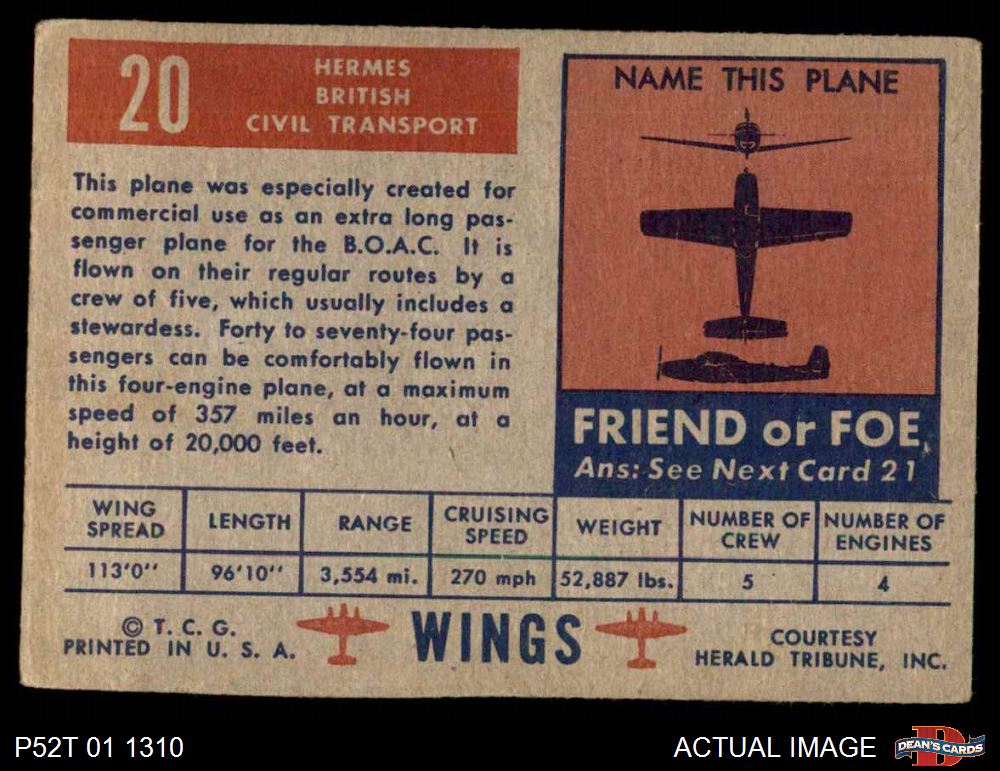 20
HERMES
BRITISH
CIVIL TRANSPORT
This plane was especially created for
commercial use as an extra long pas-
senger plane for the B.O.A.C. It is
flown on their regular routes by a
crew of five, which usually includes a
stewardess. Forty to seventy-four pas-
sengers can be comfortably flown in
this four-engine plane, at a maximum
speed of 357 miles an hour, at a
height of 20,000 feet.
NAME THIS PLANE
FRIEND or FOE
Ans: See Next Card 21
WING SPREAD LENGTH RANGE CRUISING SPEED WEIGHT NUMBER OF CREW NUMBER OF ENGINES
113'0'' 96'10'' 3,554 mi. 270 mph 52,887 lbs. 5 4
© T. C. G.
PRINTED IN U. S. A.
WINGS
COURTESY
HERALD TRIBUNE, INC.
P52T 01 1310
ACTUAL IMAGE
D
DEAN'S CARDS